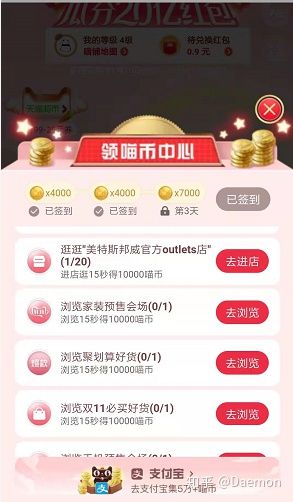 瓜分20亿红包
我的等级 4级
喵铺地图>
待兑换红包
0.9 元 >
领喵币中心
x4000
x4000
x7000
已签到
已签到
第3天
已签到
逛逛"美特斯邦威官方outlets店"
(1/20)
进店逛15秒得10000喵币
去进店
浏览家装预售会场(0/1)
浏览15秒得10000喵币
去浏览
浏览聚划算好货(0/1)
浏览15秒得10000喵币
去浏览
浏览双11必买好货(0/1)
浏览15秒得10000喵币
去浏览
支付宝>
去支付宝集5万+喵币
知乎 @Daemon